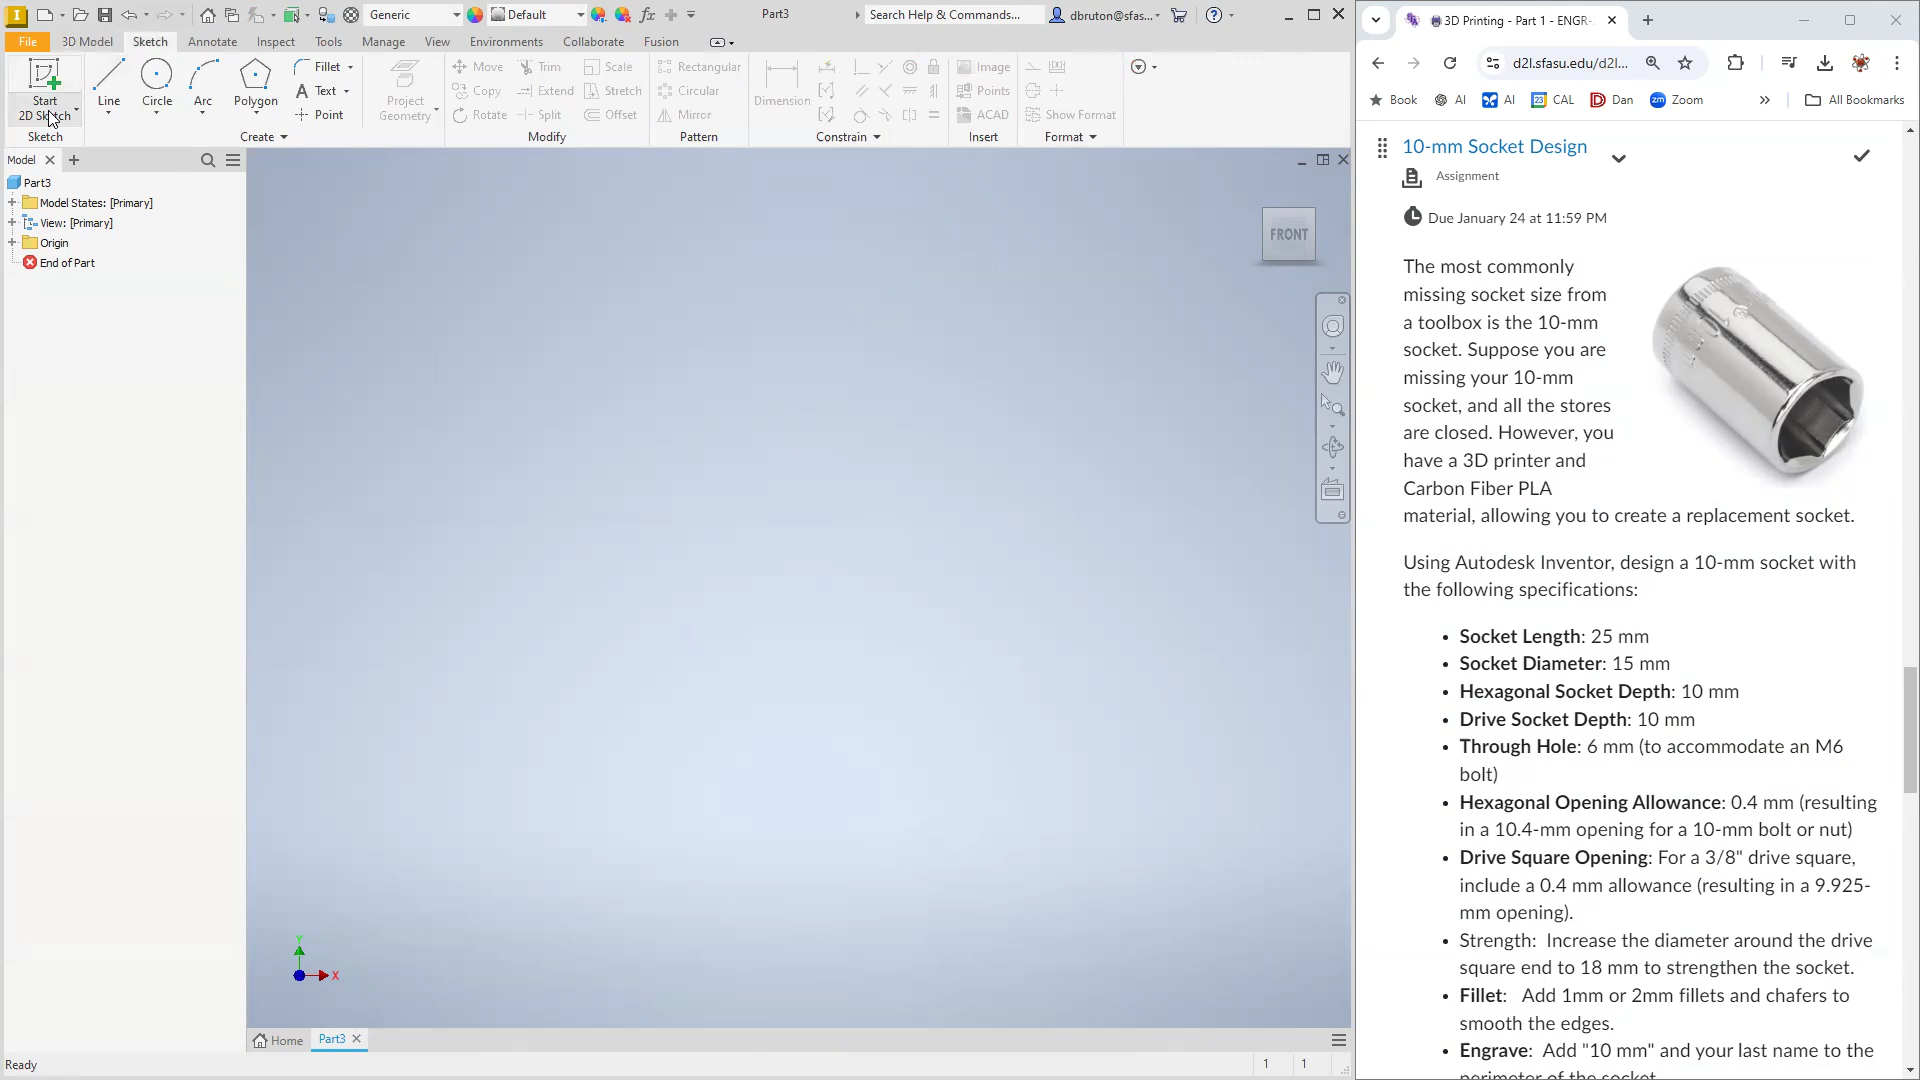 Generic
Default
Part3
Search Help & Commands...
dbruton@sfas...
File
3D Model
Sketch
Annotate
Inspect
Tools
Manage
View
Environments
Collaborate
Fusion
Start
2D Sketch
Line
Circle
Arc
Polygon
Fillet
Text
Point
Project
Geometry
Move
Trim
Scale
Copy
Extend
Stretch
Rotate
Split
Offset
Rectangular
Circular
Mirror
Dimension
Image
Points
ACAD
Show Format
Sketch
Create
Modify
Pattern
Constrain
Insert
Format
Model
Part3
Model States: [Primary]
View: [Primary]
Origin
End of Part
FRONT
Y
X
Home
Part3
Ready
1
1
3D Printing - Part 1 - ENGR-
d2l.sfasu.edu/d2l...
Book
AI
AI
CAL
Dan
Zoom
All Bookmarks
10-mm Socket Design
Assignment
Due January 24 at 11:59 PM
The most commonly
missing socket size from
a toolbox is the 10-mm
socket. Suppose you are
missing your 10-mm
socket, and all the stores
are closed. However, you
have a 3D printer and
Carbon Fiber PLA
material, allowing you to create a replacement socket.
Using Autodesk Inventor, design a 10-mm socket with
the following specifications:
• Socket Length: 25 mm
• Socket Diameter: 15 mm
• Hexagonal Socket Depth: 10 mm
• Drive Socket Depth: 10 mm
• Through Hole: 6 mm (to accommodate an M6
bolt)
• Hexagonal Opening Allowance: 0.4 mm (resulting
in a 10.4-mm opening for a 10-mm bolt or nut)
• Drive Square Opening: For a 3/8" drive square,
include a 0.4 mm allowance (resulting in a 9.925-
mm opening).
• Strength: Increase the diameter around the drive
square end to 18 mm to strengthen the socket.
• Fillet: Add 1mm or 2mm fillets and chafers to
smooth the edges.
• Engrave: Add "10 mm" and your last name to the
perimeter of the socket